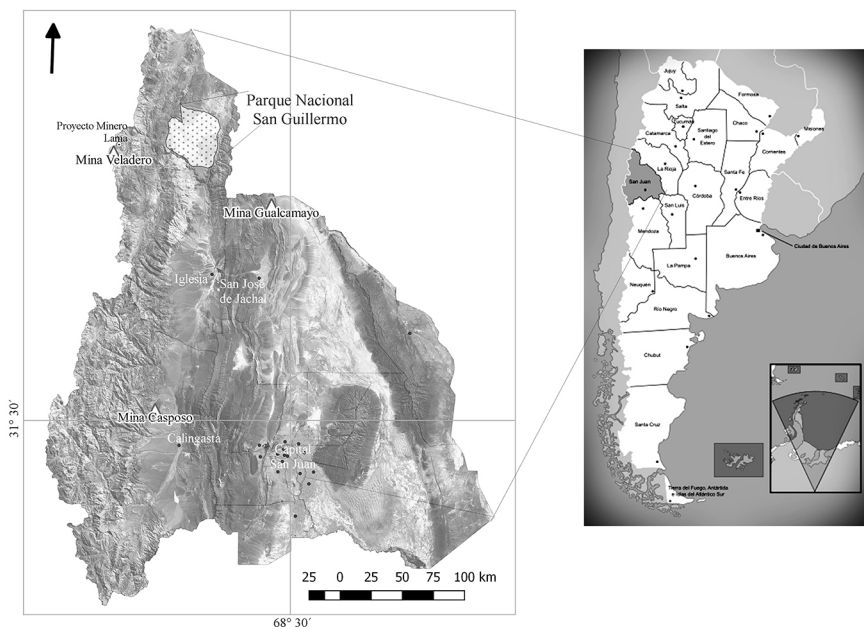 Parque Nacional
San Guillermo
Proyecto Minero
Lama
Mina Veladero
Mina Gualcamayo
Iglesia
San José
de Jáchal
31° 30´
Mina Casposo
Calingasta
Capital
San Juan
25 0 25 50 75 100 km
68° 30´
Jujuy
Salta
Formosa
Tucumán
Chaco
Misiones
Catamarca
Santiago
del
Estero
Corrientes
La Rioja
Santa Fe
San Juan
Córdoba
Entre Ríos
San Luis
Mendoza
Ciudad de Buenos Aires
Buenos Aires
La Pampa
Neuquén
Río Negro
Chubut
Santa Cruz
Tierra del Fuego, Antártida
e Islas del Atlántico Sur